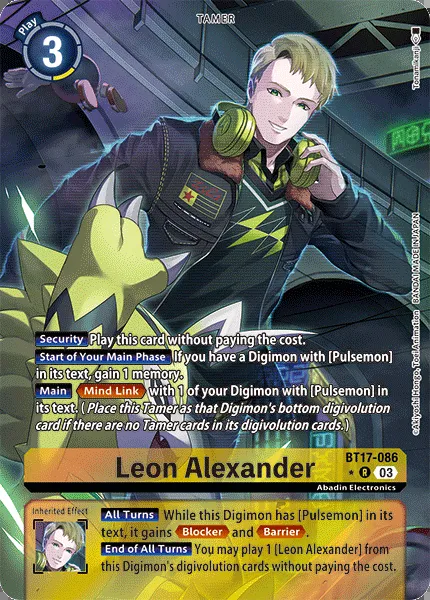 TAMER
Play
3
Tonamikanji
©Akiyoshi Hongo, Toei Animation BANDAI MADE IN JAPAN
Security Play this card without paying the cost.
Start of Your Main Phase If you have a Digimon with [Pulsemon]
in its text, gain 1 memory.
Main Mind Link with 1 of your Digimon with [Pulsemon] in
its text. (Place this Tamer as that Digimon's bottom digivolution
card if there are no Tamer cards in its digivolution cards.)
Leon Alexander
BT17-086
R 03
Abadin Electronics
Inherited Effect
All Turns While this Digimon has [Pulsemon] in its
text, it gains Blocker and Barrier.
End of All Turns You may play 1 [Leon Alexander] from
this Digimon's digivolution cards without paying the cost.